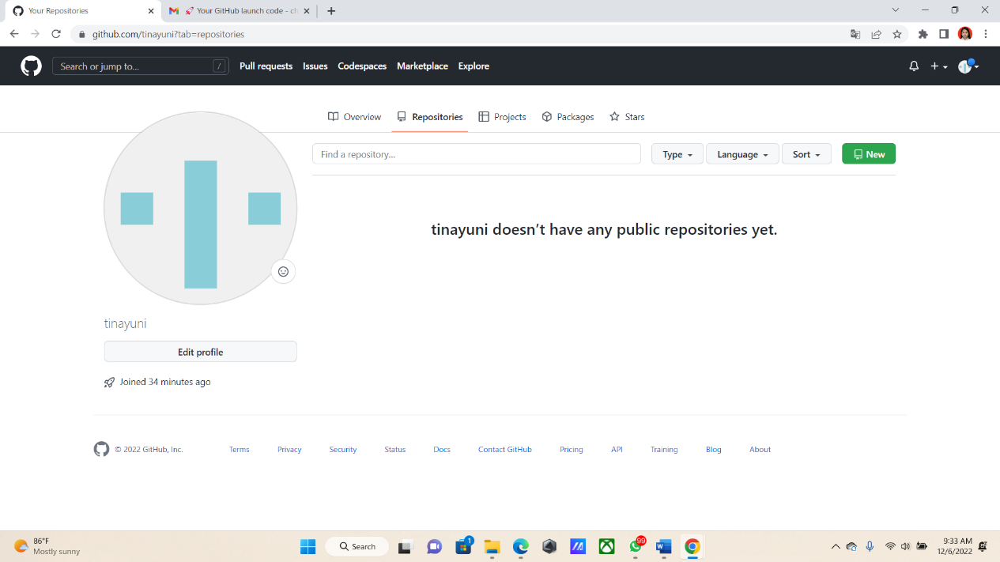 Your Repositories
🚀 Your GitHub launch code - ch
github.com/tinayuni?tab=repositories
Search or jump to... /
Pull requests Issues Codespaces Marketplace Explore
Overview Repositories Projects Packages Stars
Find a repository... Type Language Sort New
tinayuni doesn’t have any public repositories yet.
tinayuni
Edit profile
Joined 34 minutes ago
© 2022 GitHub, Inc. Terms Privacy Security Status Docs Contact GitHub Pricing API Training Blog About
86°F
Mostly sunny
Search
1
99
9:33 AM
12/6/2022